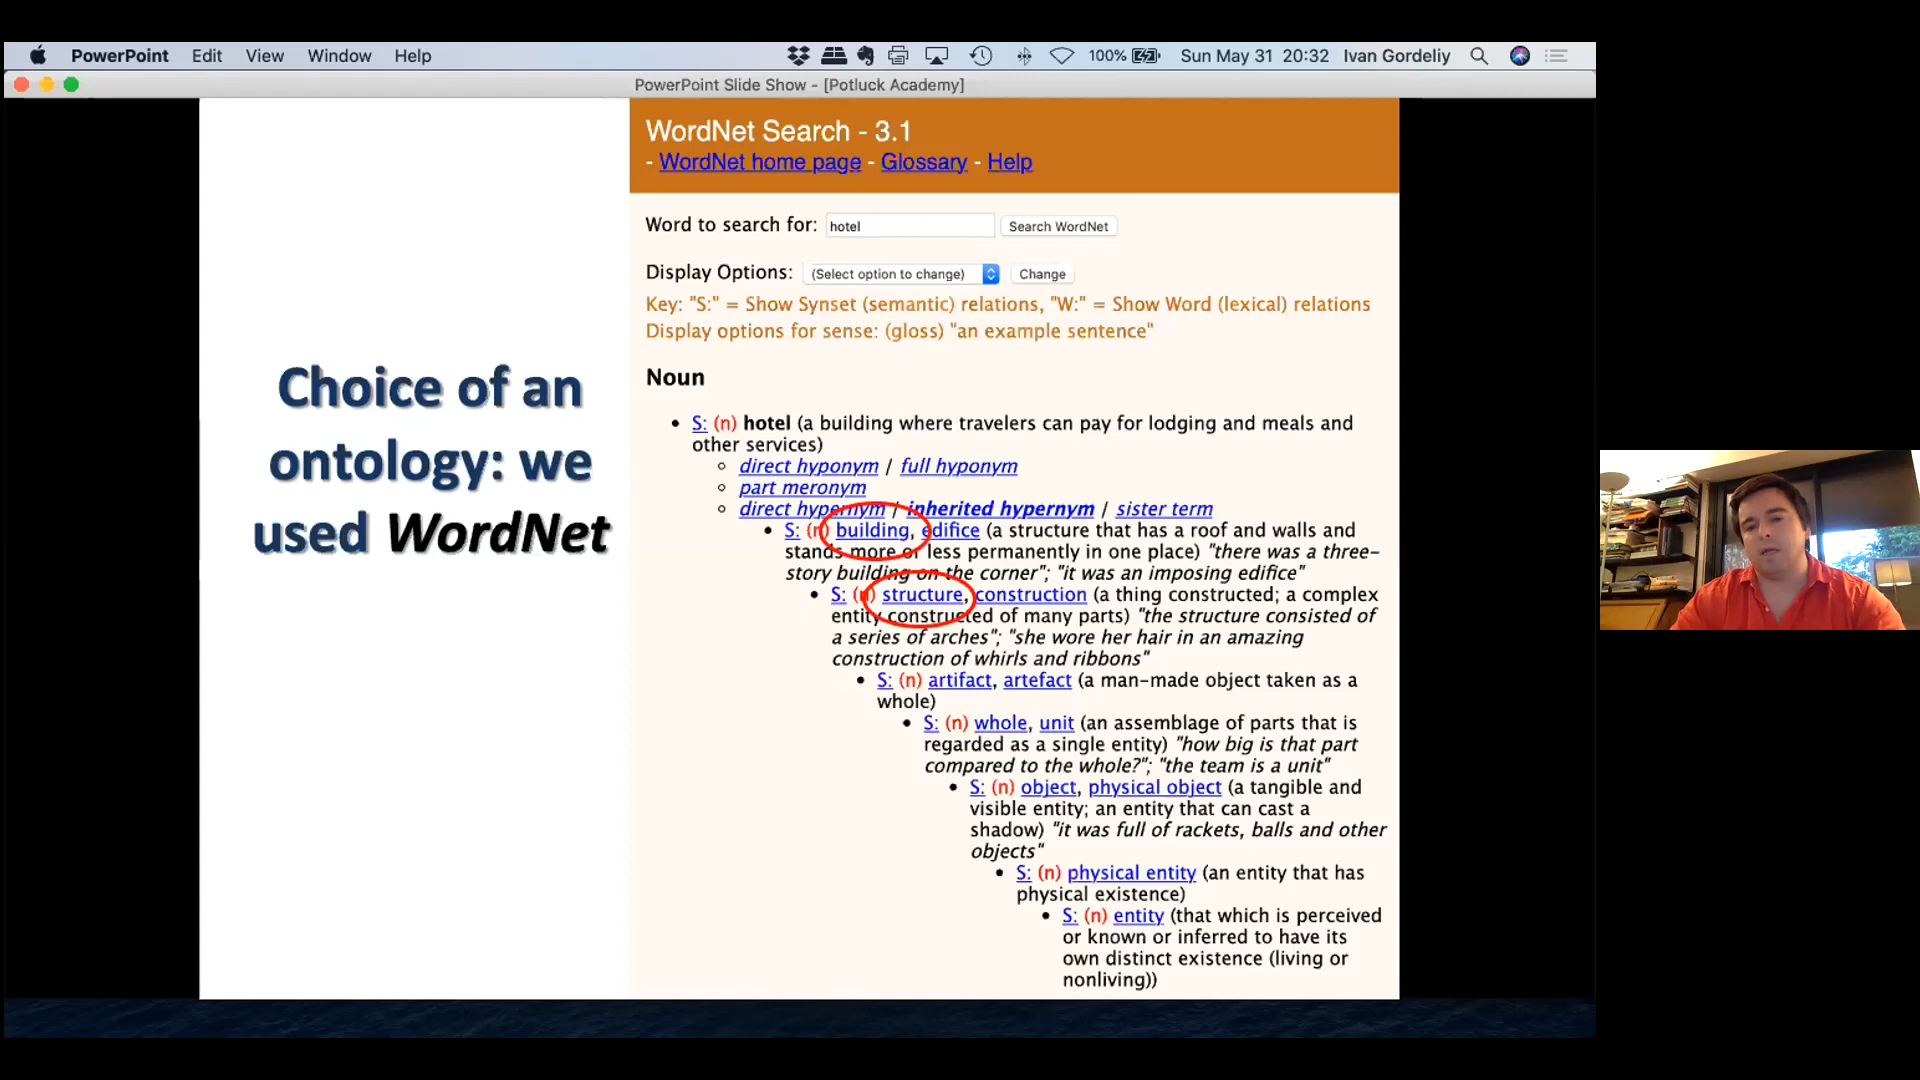 PowerPoint Edit View Window Help 100% Sun May 31 20:32 Ivan Gordeliy
PowerPoint Slide Show - [Potluck Academy]
Choice of an
ontology: we
used WordNet
WordNet Search - 3.1
- WordNet home page - Glossary - Help
Word to search for: hotel Search WordNet
Display Options: (Select option to change) Change
Key: "S:" = Show Synset (semantic) relations, "W:" = Show Word (lexical) relations
Display options for sense: (gloss) "an example sentence"
Noun
• S: (n) hotel (a building where travelers can pay for lodging and meals and
other services)
○ direct hyponym / full hyponym
○ part meronym
○ direct hypernym / inherited hypernym / sister term
• S: (n) building, edifice (a structure that has a roof and walls and
stands more or less permanently in one place) "there was a three-
story building on the corner"; "it was an imposing edifice"
• S: (n) structure, construction (a thing constructed; a complex
entity constructed of many parts) "the structure consisted of
a series of arches"; "she wore her hair in an amazing
construction of whirls and ribbons"
• S: (n) artifact, artefact (a man-made object taken as a
whole)
• S: (n) whole, unit (an assemblage of parts that is
regarded as a single entity) "how big is that part
compared to the whole?"; "the team is a unit"
• S: (n) object, physical object (a tangible and
visible entity; an entity that can cast a
shadow) "it was full of rackets, balls and other
objects"
• S: (n) physical entity (an entity that has
physical existence)
• S: (n) entity (that which is perceived
or known or inferred to have its
own distinct existence (living or
nonliving))